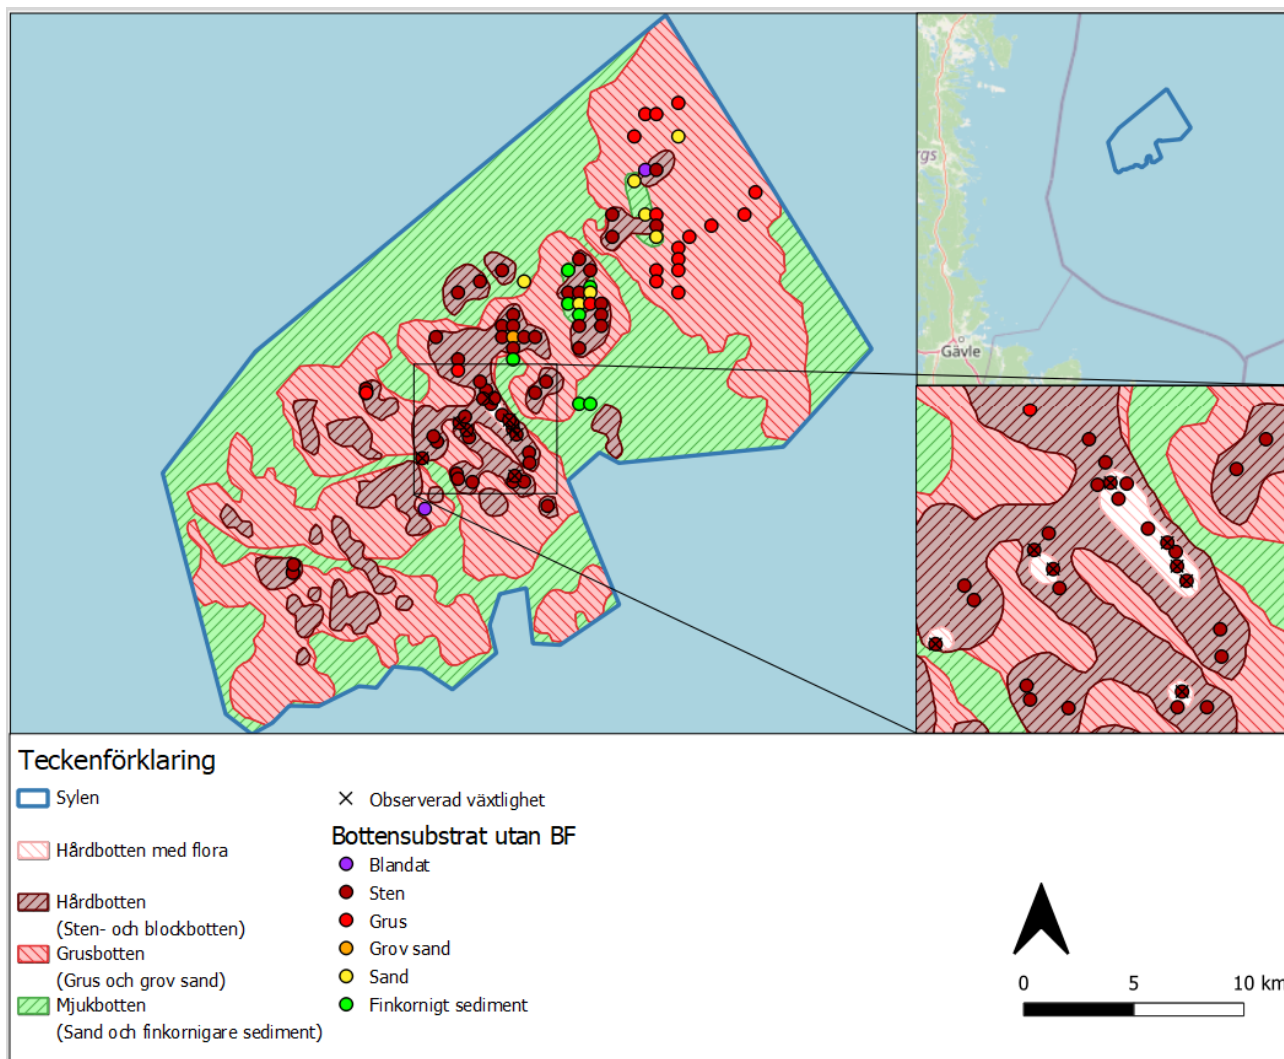 rgs
Gävle
Teckenförklaring
Sylen
Hårdbotten med flora
Hårdbotten
(Sten- och blockbotten)
Grusbotten
(Grus och grov sand)
Mjukbotten
(Sand och finkornigare sediment)
Observerad växtlighet
Bottensubstrat utan BF
Blandat
Sten
Grus
Grov sand
Sand
Finkornigt sediment
0 5 10 km